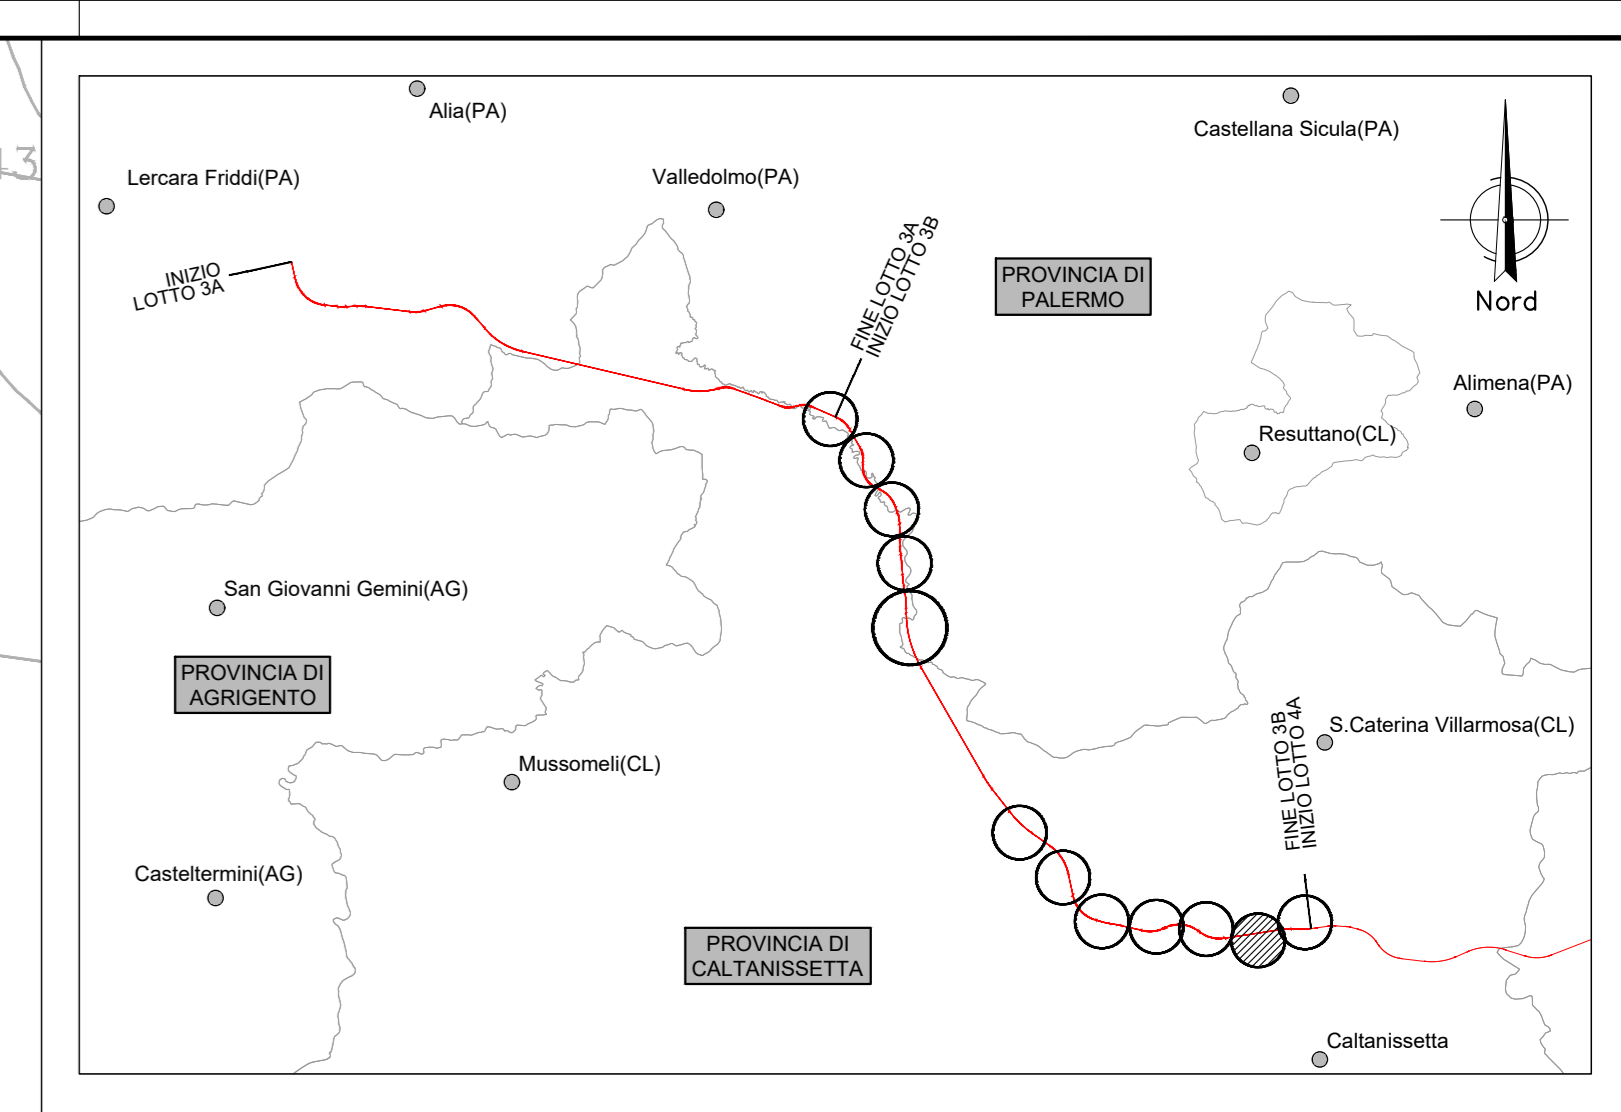 Alia(PA)
Castellana Sicula(PA)
Lercara Friddi(PA)
Valledolmo(PA)
INIZIO
LOTTO 3A
FINE LOTTO 3A
INIZIO LOTTO 3B
PROVINCIA DI
PALERMO
Nord
Alimena(PA)
Resuttano(CL)
San Giovanni Gemini(AG)
PROVINCIA DI
AGRIGENTO
Mussomeli(CL)
FINE LOTTO 3B
INIZIO LOTTO 4A
S.Caterina Villarmosa(CL)
Casteltermini(AG)
PROVINCIA DI
CALTANISSETTA
Caltanissetta